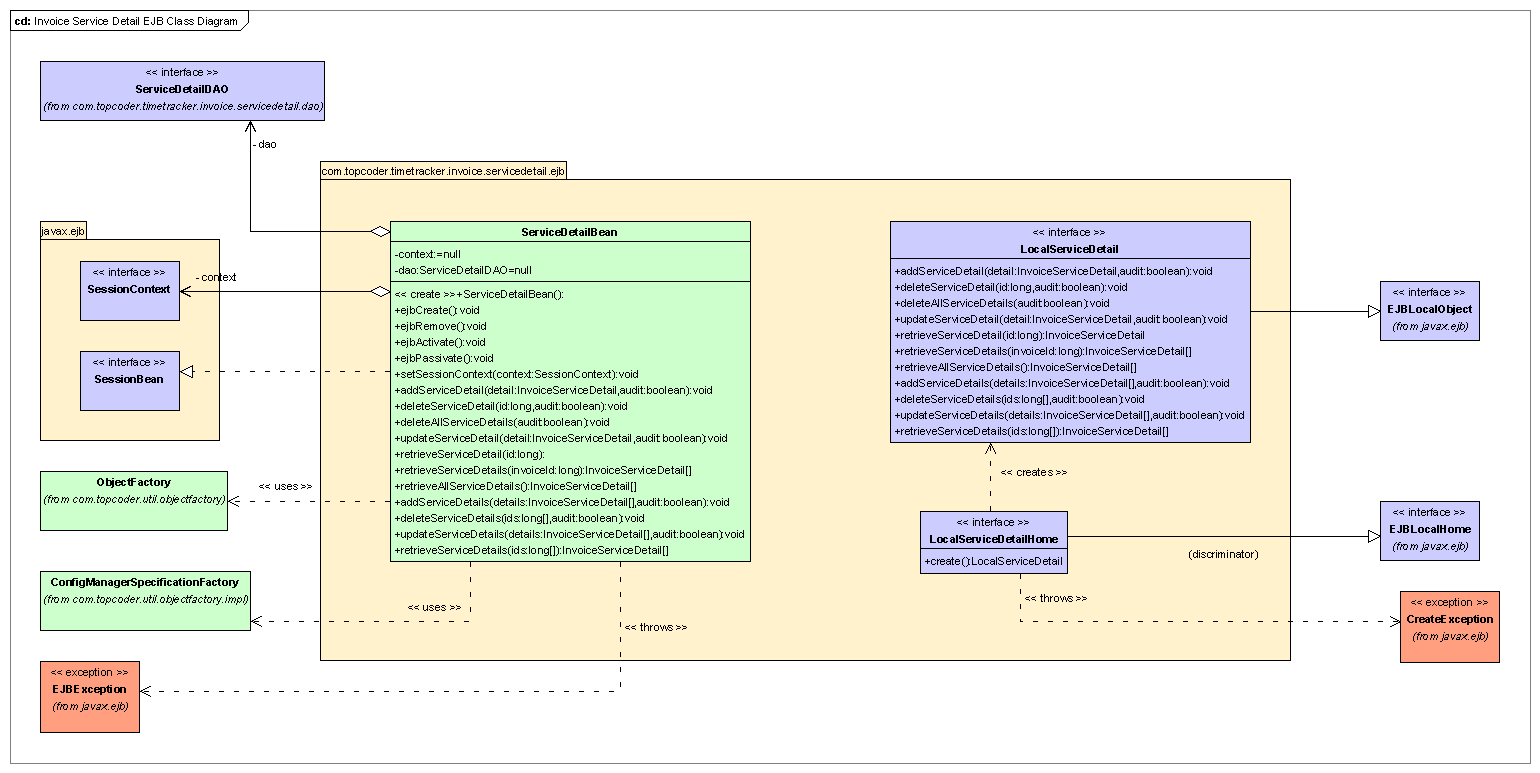 cd: Invoice Service Detail EJB Class Diagram
<< interface >>
ServiceDetailDAO
(from com.topcoder.timetracker.invoice.servicedetail.dao)
- dao
com.topcoder.timetracker.invoice.servicedetail.ejb
javax.ejb
<< interface >>
SessionContext
- context
<< interface >>
SessionBean
ServiceDetailBean
-context:=null
-dao:ServiceDetailDAO=null
<< create >>+ServiceDetailBean():
+ejbCreate():void
+ejbRemove():void
+ejbActivate():void
+ejbPassivate():void
+setSessionContext(context:SessionContext):void
+addServiceDetail(detail:InvoiceServiceDetail,audit:boolean):void
+deleteServiceDetail(id:long,audit:boolean):void
+deleteAllServiceDetails(audit:boolean):void
+updateServiceDetail(detail:InvoiceServiceDetail,audit:boolean):void
+retrieveServiceDetail(id:long):
+retrieveServiceDetails(invoiceId:long):InvoiceServiceDetail[]
+retrieveAllServiceDetails():InvoiceServiceDetail[]
+addServiceDetails(details:InvoiceServiceDetail[],audit:boolean):void
+deleteServiceDetails(ids:long[],audit:boolean):void
+updateServiceDetails(details:InvoiceServiceDetail[],audit:boolean):void
+retrieveServiceDetails(ids:long[]):InvoiceServiceDetail[]
<< interface >>
LocalServiceDetail
+addServiceDetail(detail:InvoiceServiceDetail,audit:boolean):void
+deleteServiceDetail(id:long,audit:boolean):void
+deleteAllServiceDetails(audit:boolean):void
+updateServiceDetail(detail:InvoiceServiceDetail,audit:boolean):void
+retrieveServiceDetail(id:long):InvoiceServiceDetail
+retrieveServiceDetails(invoiceId:long):InvoiceServiceDetail[]
+retrieveAllServiceDetails():InvoiceServiceDetail[]
+addServiceDetails(details:InvoiceServiceDetail[],audit:boolean):void
+deleteServiceDetails(ids:long[],audit:boolean):void
+updateServiceDetails(details:InvoiceServiceDetail[],audit:boolean):void
+retrieveServiceDetails(ids:long[]):InvoiceServiceDetail[]
<< interface >>
EJBLocalObject
(from javax.ejb)
<< creates >>
<< interface >>
LocalServiceDetailHome
+create():LocalServiceDetail
(discriminator)
<< interface >>
EJBLocalHome
(from javax.ejb)
<< throws >>
<< exception >>
CreateException
(from javax.ejb)
ObjectFactory
(from com.topcoder.util.objectfactory)
<< uses >>
ConfigManagerSpecificationFactory
(from com.topcoder.util.objectfactory.impl)
<< uses >>
<< throws >>
<< exception >>
EJBException
(from javax.ejb)